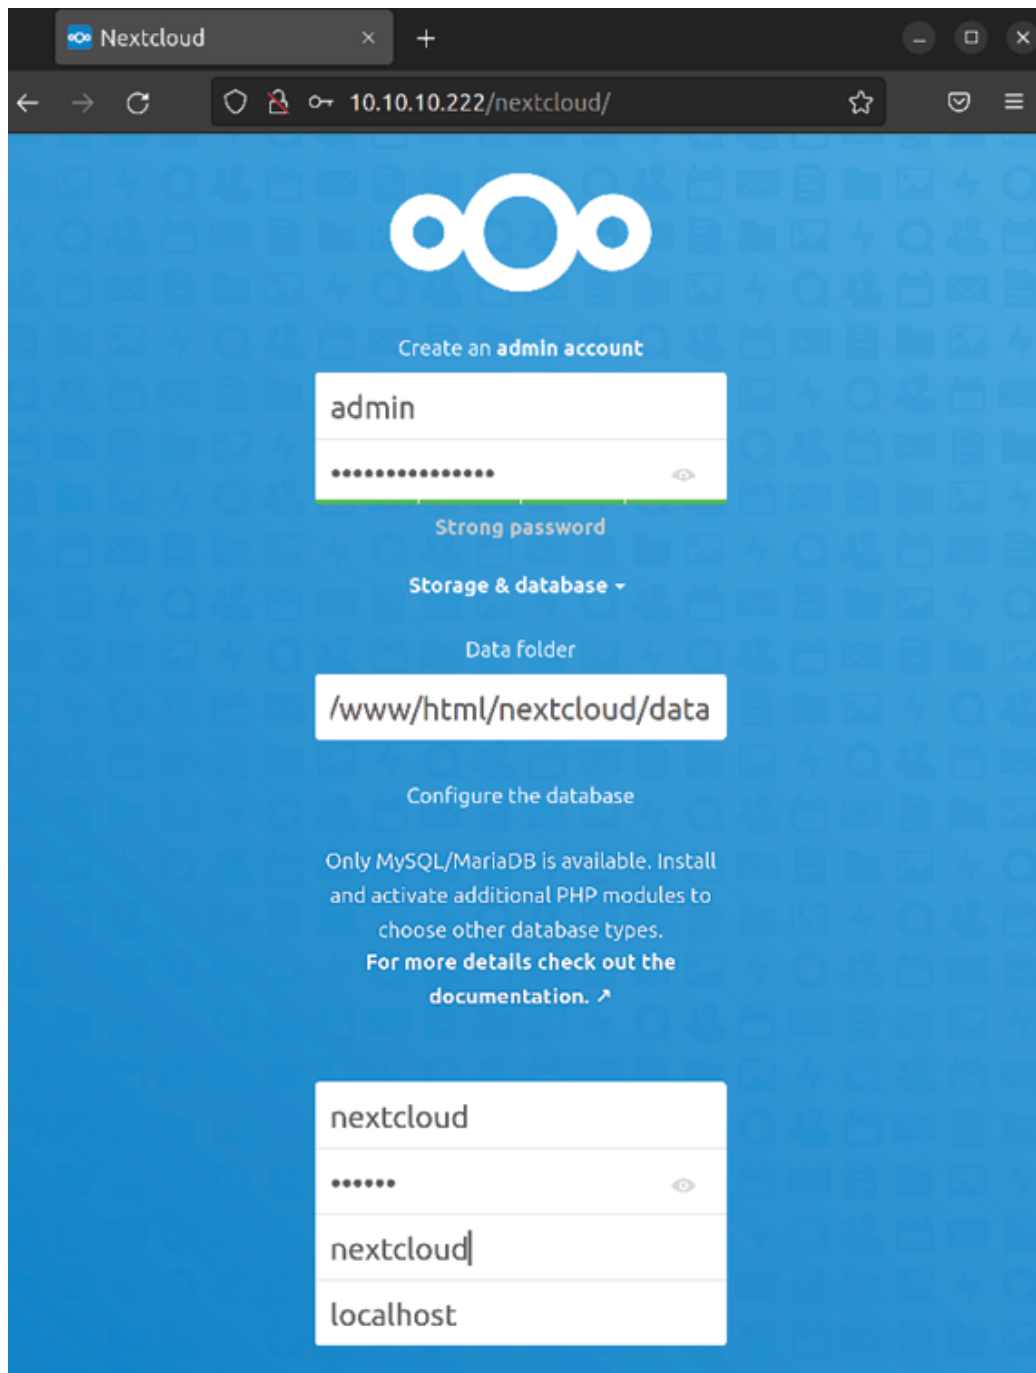 Nextcloud
10.10.10.222/nextcloud/
Create an admin account
admin
•••••••••••••••
Strong password
Storage & database
Data folder
/www/html/nextcloud/data
Configure the database
Only MySQL/MariaDB is available. Install
and activate additional PHP modules to
choose other database types.
For more details check out the
documentation. ↗
nextcloud
••••••
nextcloud
localhost